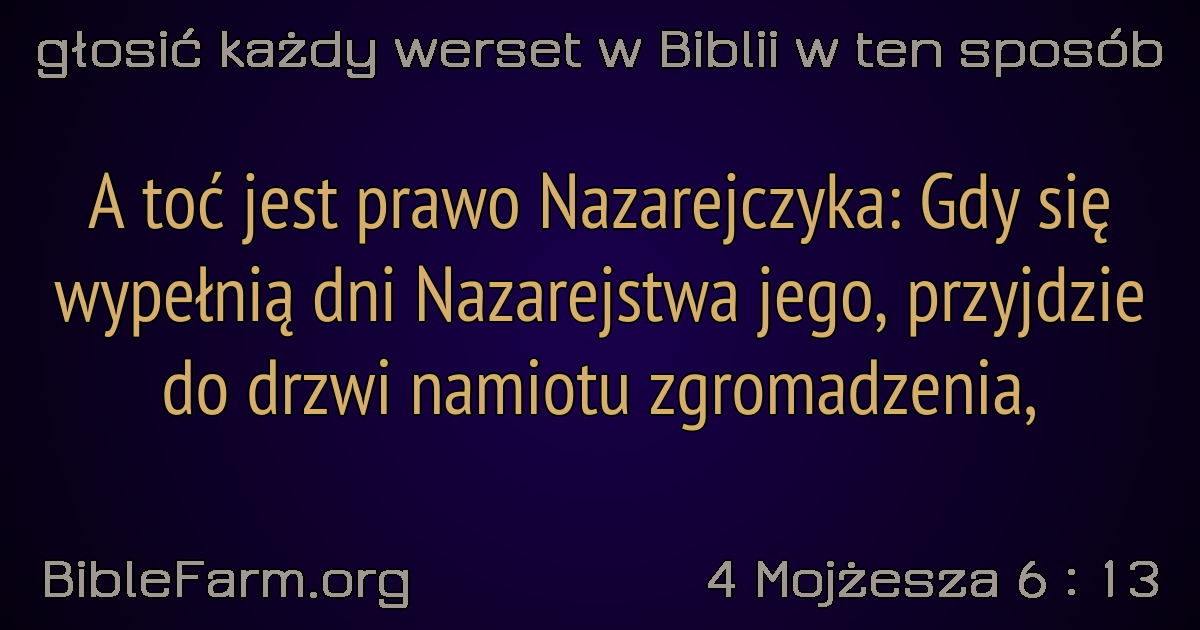 głosić każdy werset w Biblii w ten sposób
A toć jest prawo Nazarejczyka: Gdy się
wypełnią dni Nazarejstwa jego, przyjdzie
do drzwi namiotu zgromadzenia,
BibleFarm.org
4 Mojżesza 6 : 13